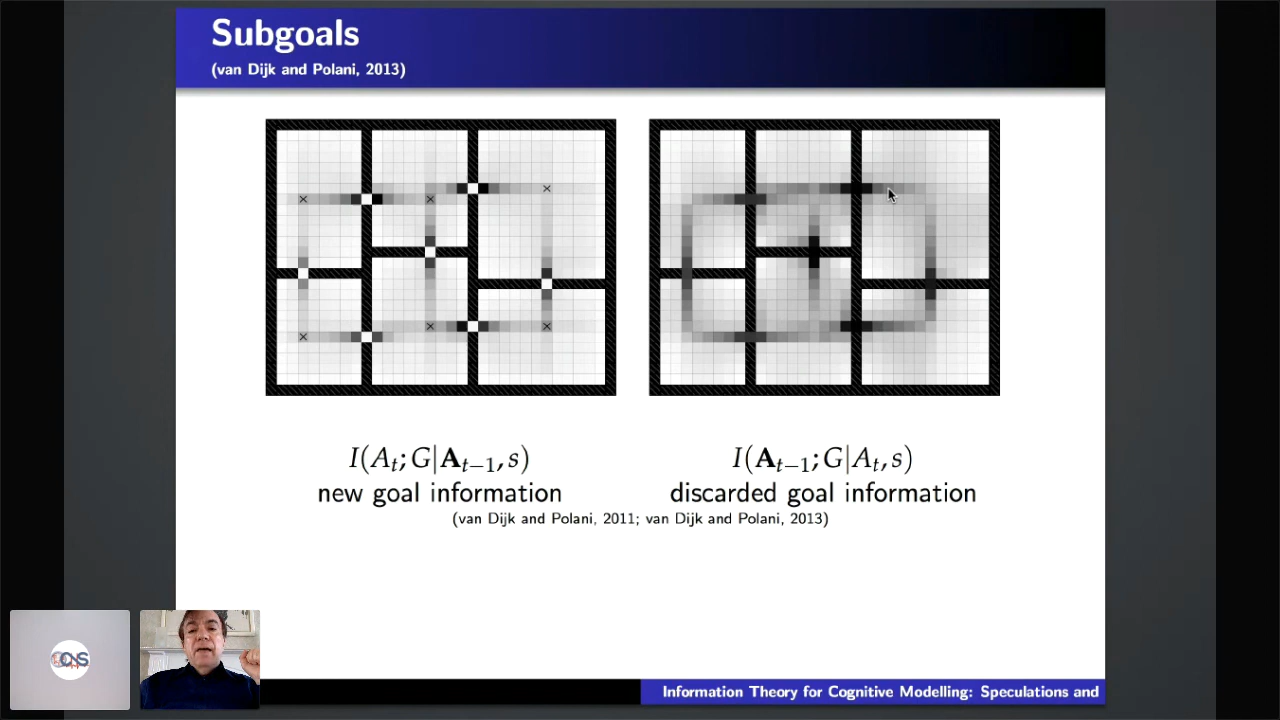 Subgoals
(van Dijk and Polani, 2013)
I(A_t; G|𝐀_{t−1}, s)
I(𝐀_{t−1}; G|A_t, s)
new goal information
discarded goal information
(van Dijk and Polani, 2011; van Dijk and Polani, 2013)
Information Theory for Cognitive Modelling: Speculations and